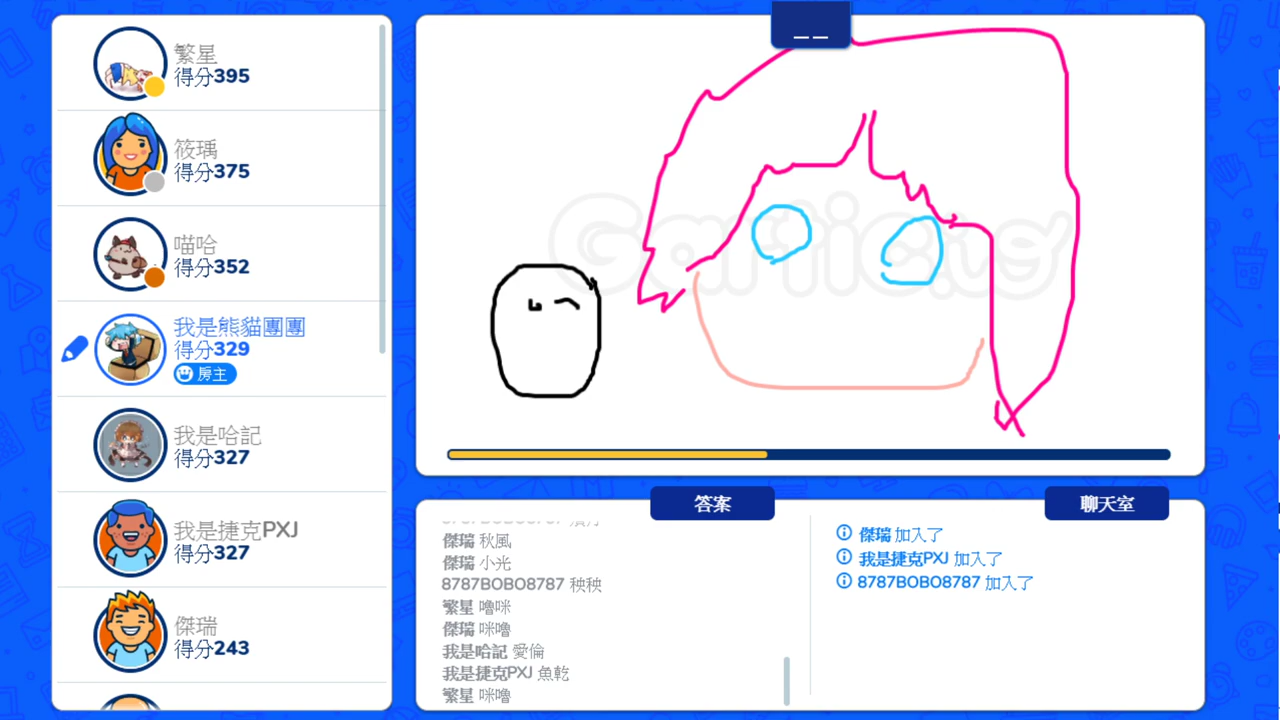 繁星
得分395
筱瑀
得分375
喵哈
得分352
我是熊貓團團
得分329
房主
我是哈記
得分327
我是捷克PXJ
得分327
傑瑞
得分243
Gartic.io
答案
傑瑞 秋風
傑瑞 小光
8787BOBO8787 秧秧
繁星 嚕咪
傑瑞 咪嚕
我是哈記 愛倫
我是捷克PXJ 魚乾
繁星 咪嚕
聊天室
傑瑞 加入了
我是捷克PXJ 加入了
8787BOBO8787 加入了